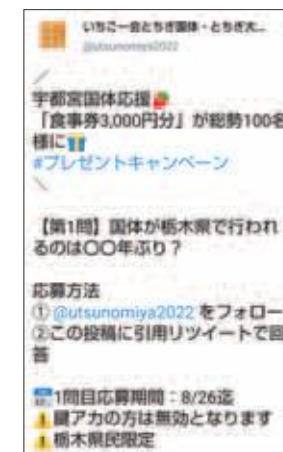 いちご一会とちぎ国体・とちぎ大...
@utsunomiya2022
宇都宮国体応援
「食事券3,000円分」が総勢100名
様に
#プレゼントキャンペーン
【第1問】国体が栃木県で行われ
るのは〇〇年ぶり？
応募方法
① @utsunomiya2022 をフォロー
②この投稿に引用リツイートで回
答
1問目応募期間：8/26迄
鍵アカの方は無効となります
栃木県民限定